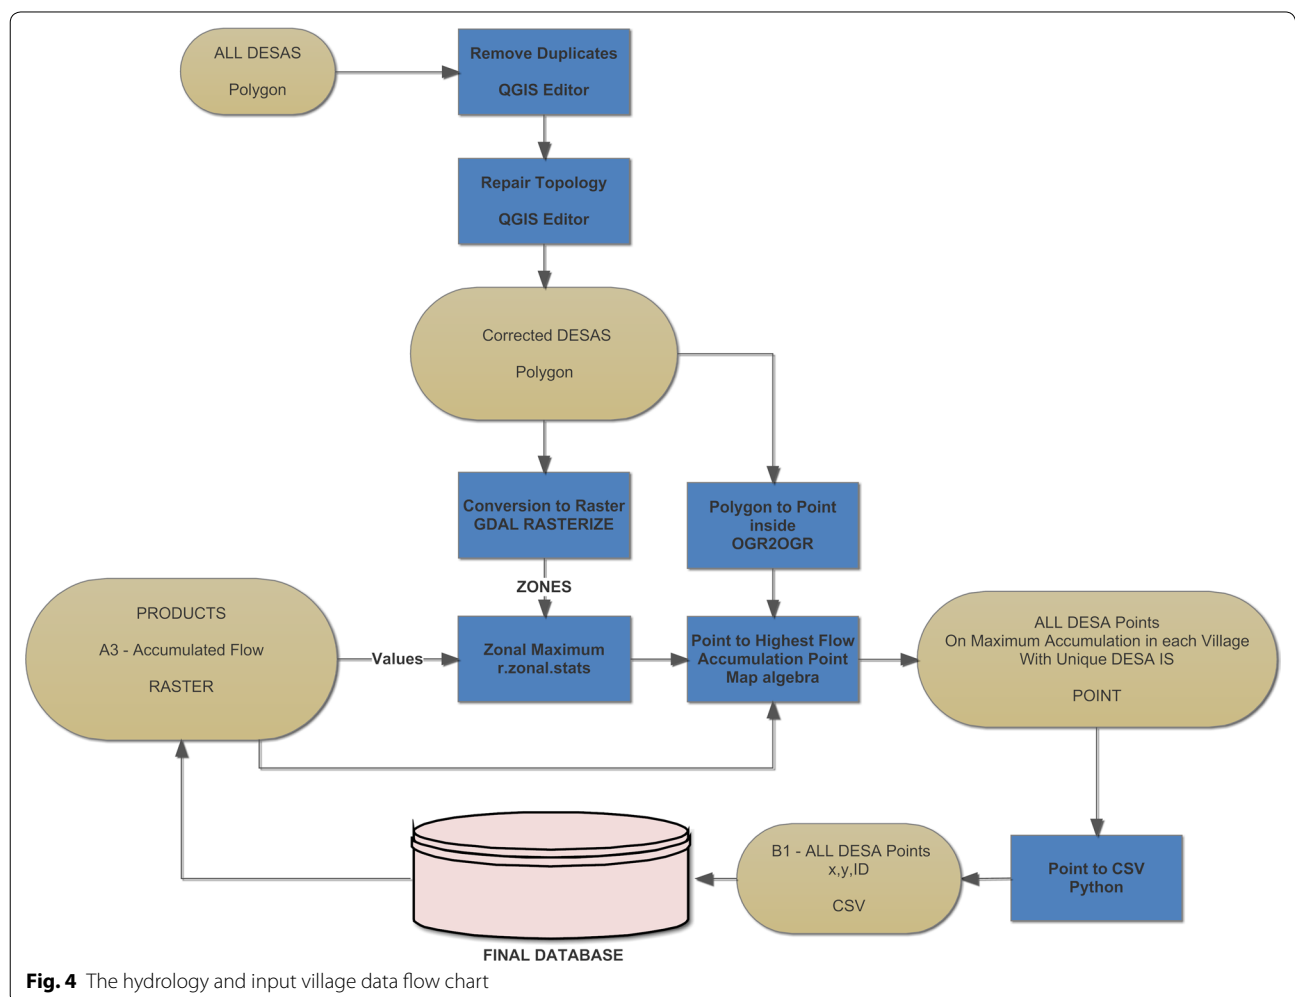 ALL DESAS
Polygon
Remove Duplicates
QGIS Editor
Repair Topology
QGIS Editor
Corrected DESAS
Polygon
Conversion to Raster
GDAL RASTERIZE
Polygon to Point
inside
OGR2OGR
ZONES
PRODUCTS
A3 - Accumulated Flow
RASTER
Values
Zonal Maximum
r.zonal.stats
Point to Highest Flow
Accumulation Point
Map algebra
ALL DESA Points
On Maximum Accumulation in each Village
With Unique DESA IS
POINT
Point to CSV
Python
B1 - ALL DESA Points
x,y,ID
CSV
FINAL DATABASE
Fig. 4 The hydrology and input village data flow chart